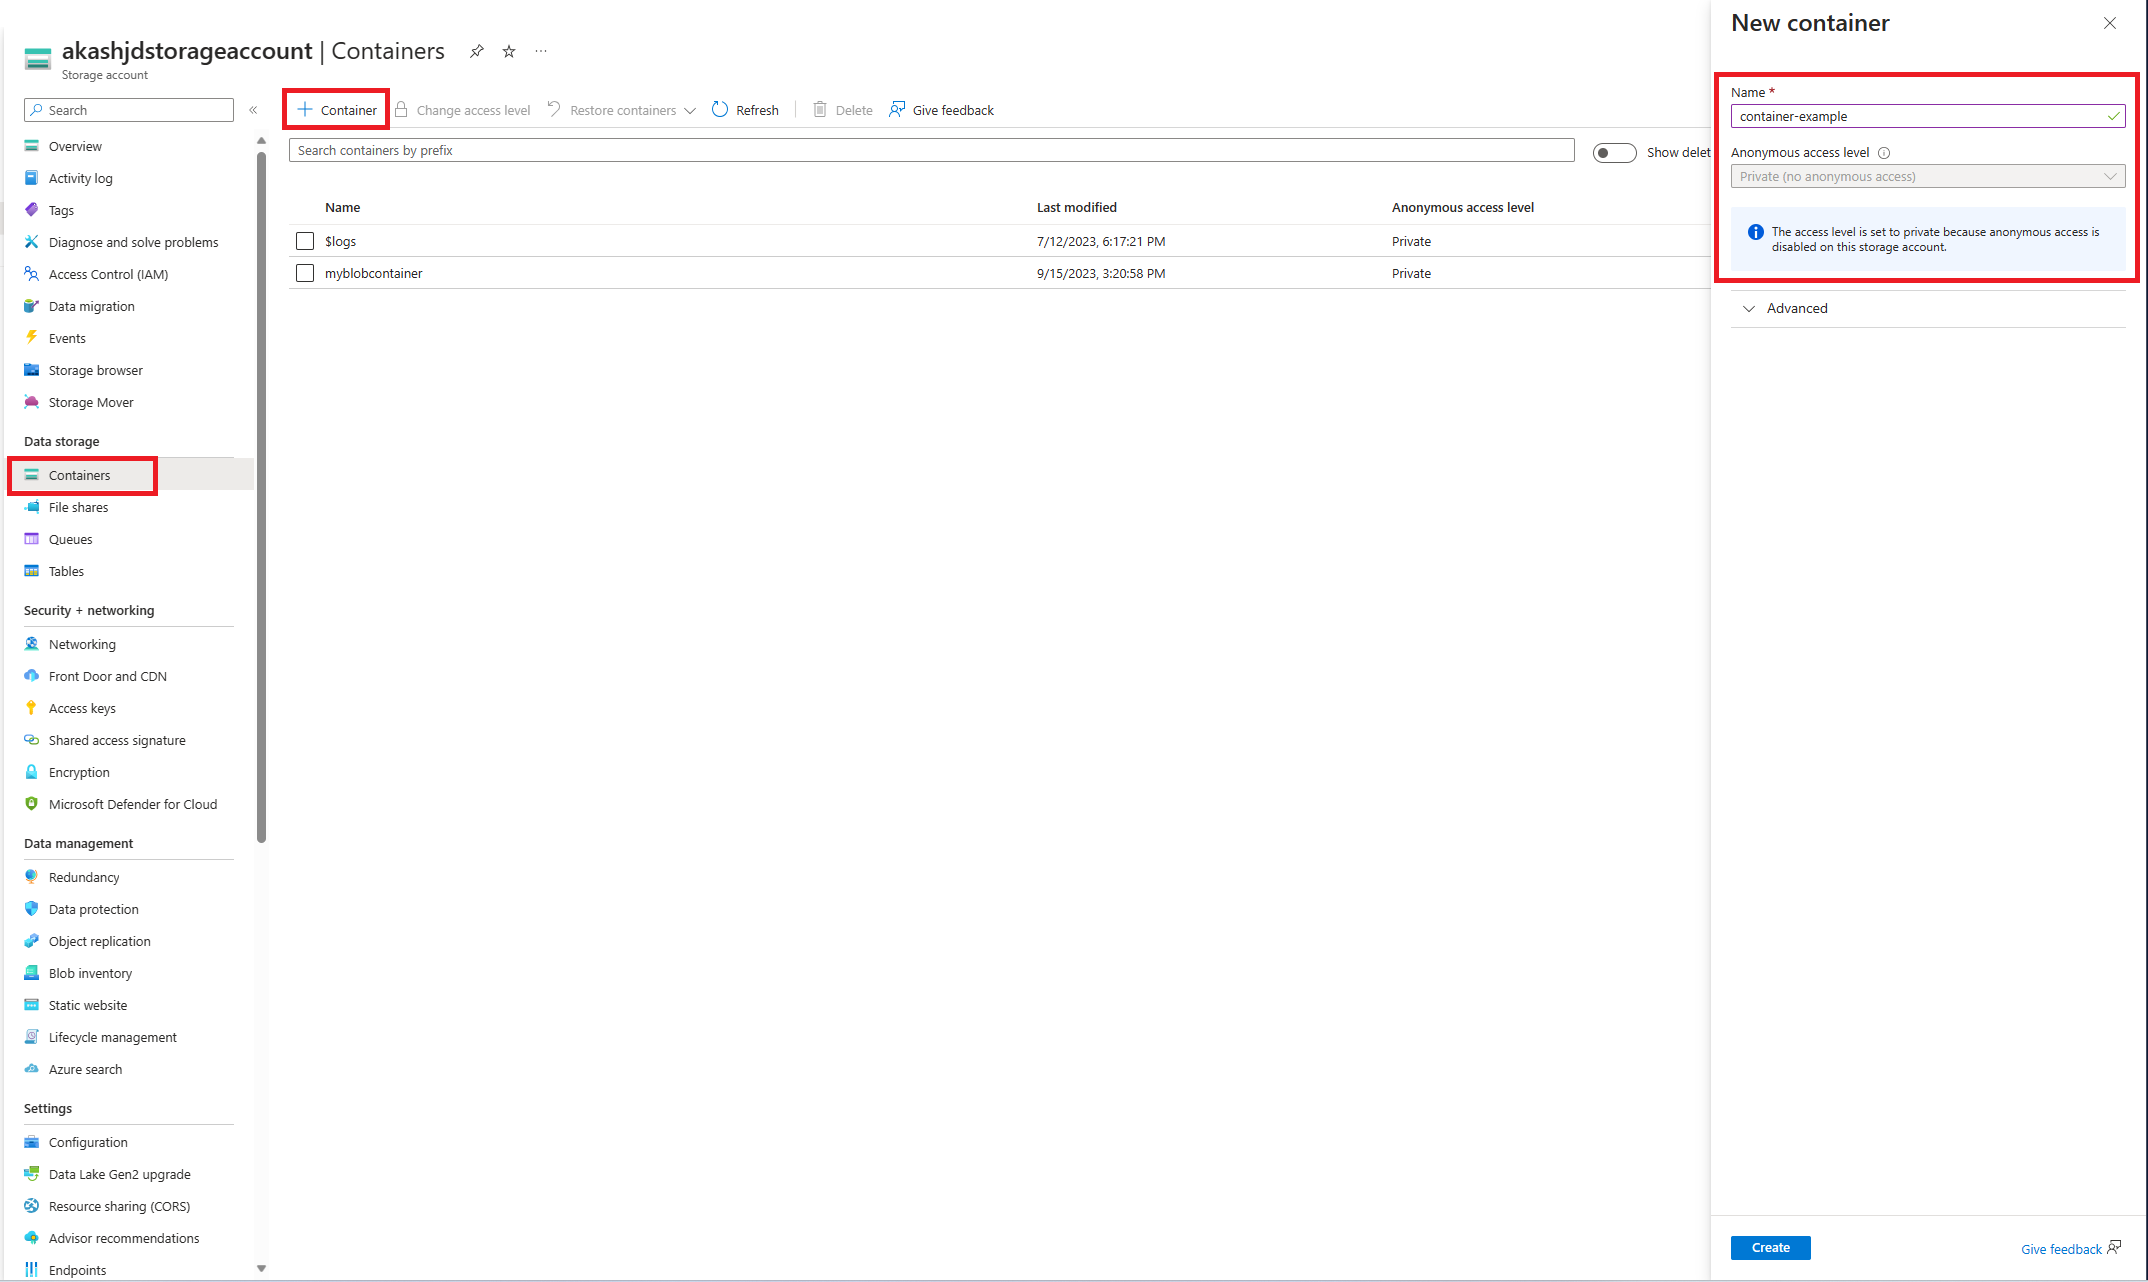 akashjdstorageaccount | Containers
Storage account
Search
Overview
Activity log
Tags
Diagnose and solve problems
Access Control (IAM)
Data migration
Events
Storage browser
Storage Mover
Data storage
Containers
File shares
Queues
Tables
Security + networking
Networking
Front Door and CDN
Access keys
Shared access signature
Encryption
Microsoft Defender for Cloud
Data management
Redundancy
Data protection
Object replication
Blob inventory
Static website
Lifecycle management
Azure search
Settings
Configuration
Data Lake Gen2 upgrade
Resource sharing (CORS)
Advisor recommendations
Endpoints
Container Change access level Restore containers Refresh Delete Give feedback
Search containers by prefix Show delet
Name Last modified Anonymous access level
$logs 7/12/2023, 6:17:21 PM Private
myblobcontainer 9/15/2023, 3:20:58 PM Private
New container
Name *
container-example
Anonymous access level
Private (no anonymous access)
The access level is set to private because anonymous access is
disabled on this storage account.
Advanced
Create Give feedback